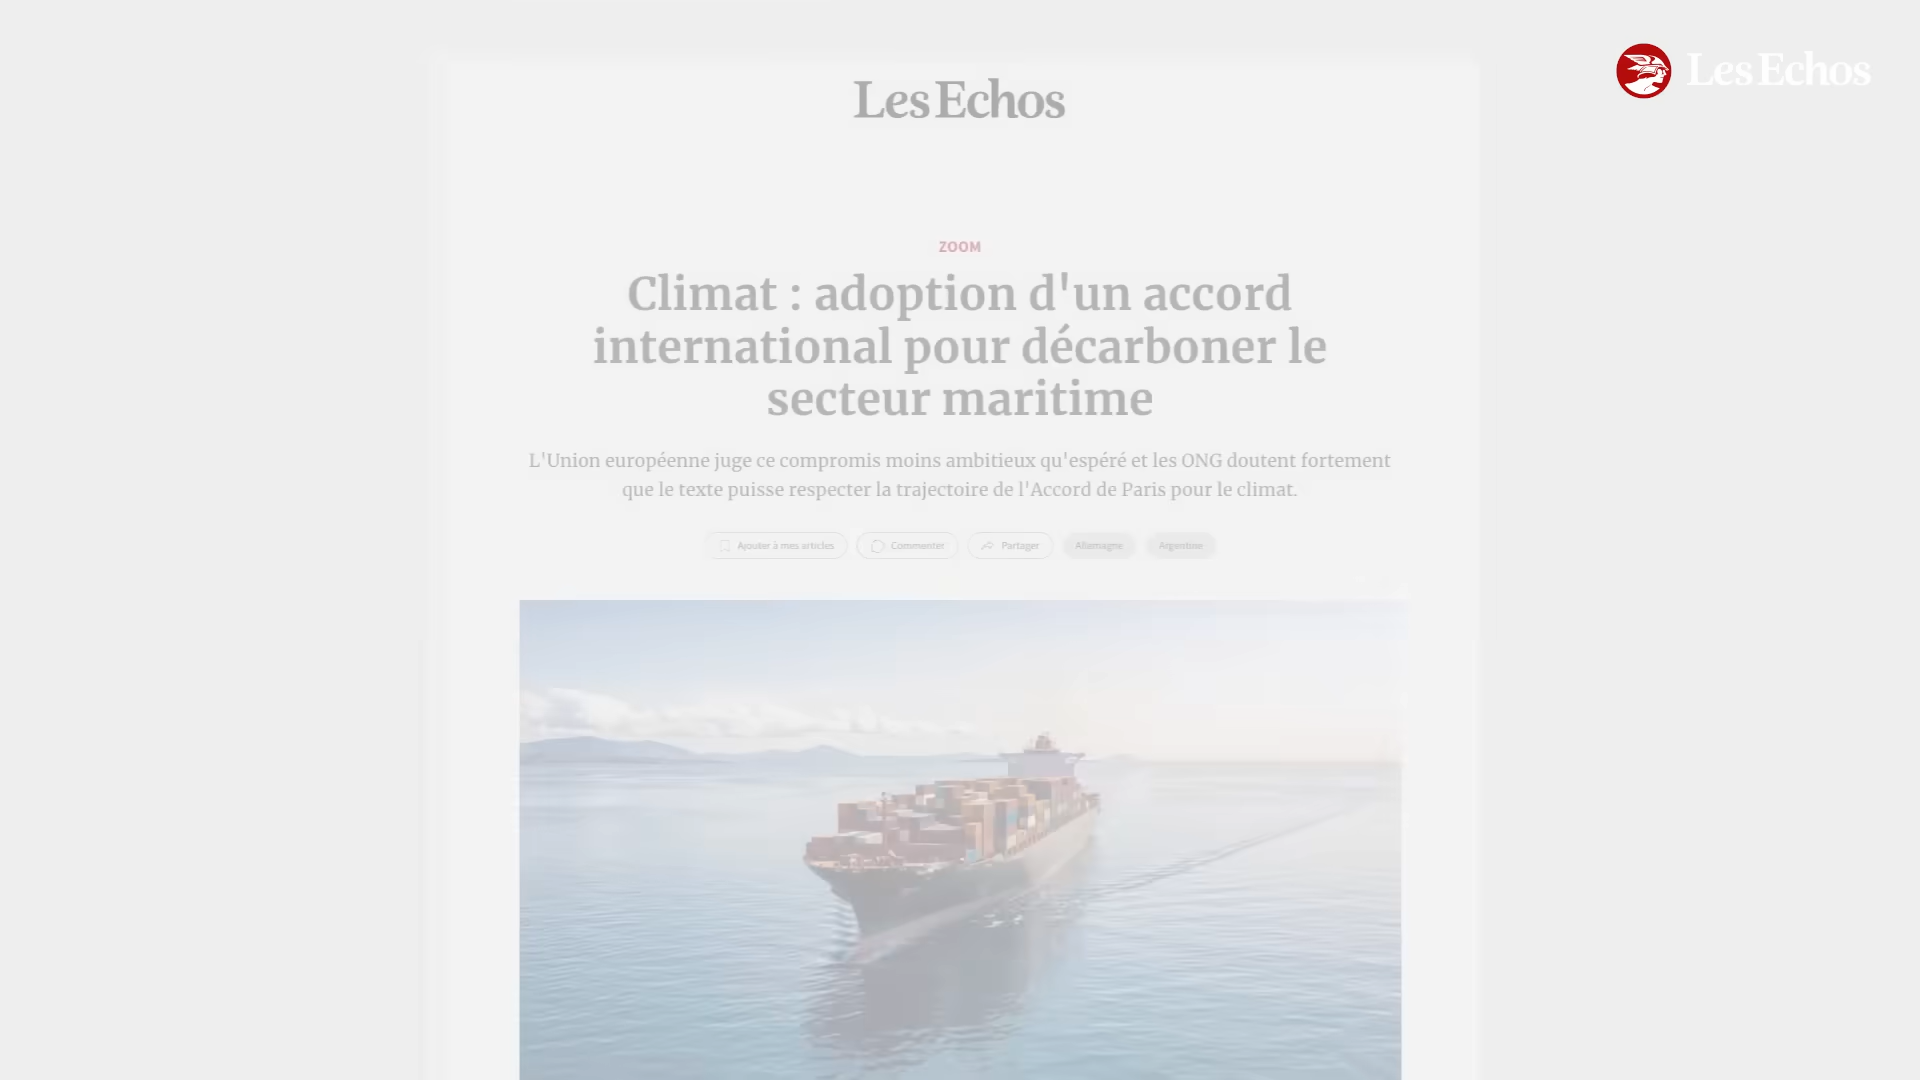 Les Echos
Les Echos
ZOOM
Climat : adoption d'un accord
international pour décarboner le
secteur maritime
L'Union européenne juge ce compromis moins ambitieux qu'espéré et les ONG doutent fortement
que le texte puisse respecter la trajectoire de l'Accord de Paris pour le climat.
Ajouter à mes articles Commenter Partager Allemagne Argentine